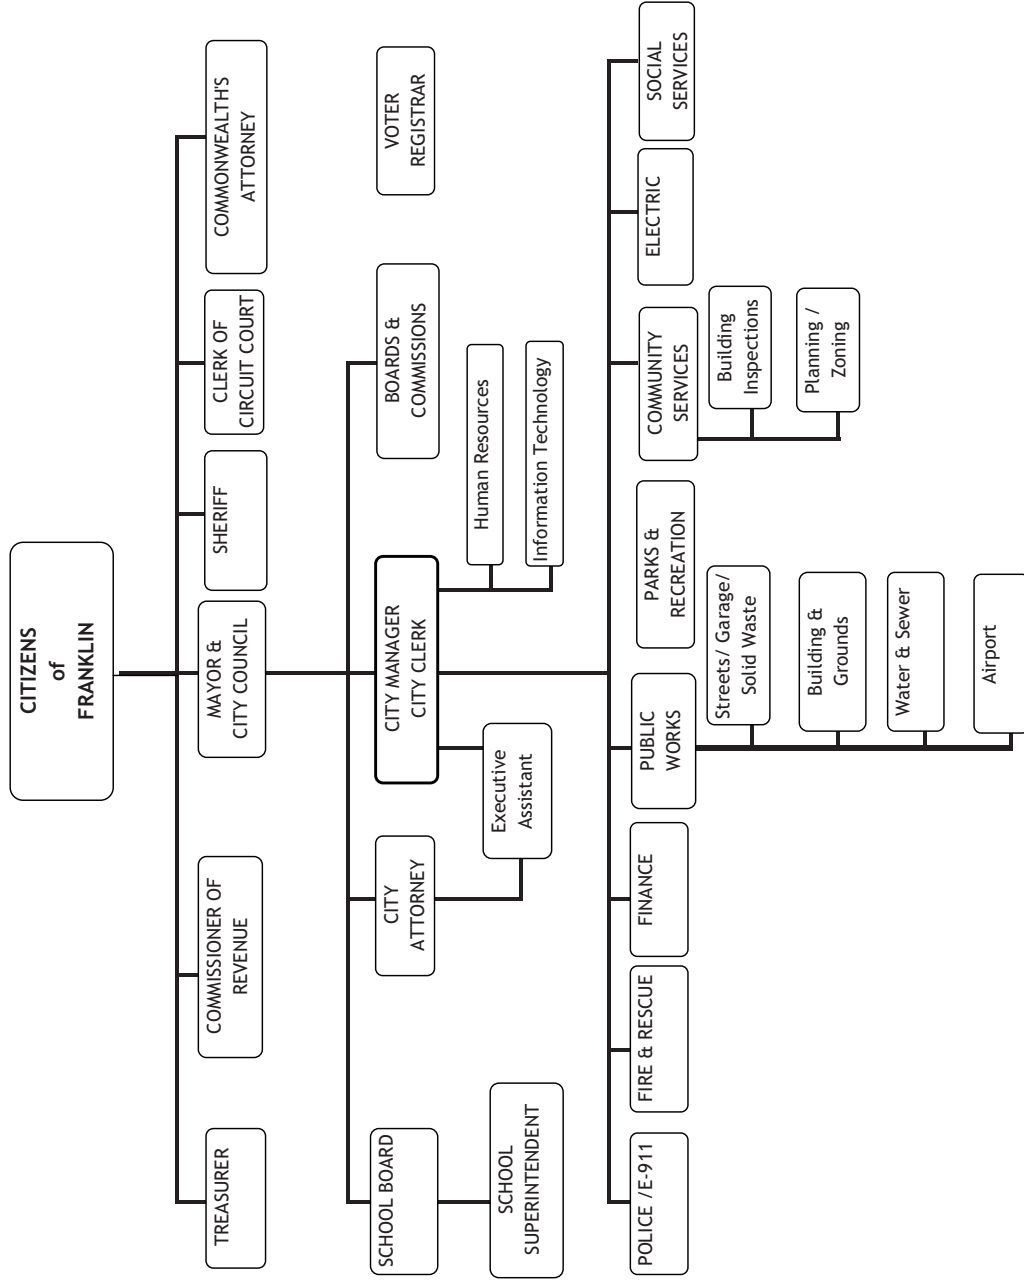 CITIZENS
of
FRANKLIN
TREASURER
COMMISSIONER OF
REVENUE
MAYOR &
CITY COUNCIL
SHERIFF
CLERK OF
CIRCUIT COURT
COMMONWEALTH'S
ATTORNEY
SCHOOL BOARD
CITY
ATTORNEY
CITY MANAGER
CITY CLERK
BOARDS &
COMMISSIONS
VOTER
REGISTRAR
SCHOOL
SUPERINTENDENT
Executive
Assistant
Human Resources
Information Technology
POLICE /E-911
FIRE & RESCUE
FINANCE
PUBLIC
WORKS
PARKS &
RECREATION
COMMUNITY
SERVICES
ELECTRIC
SOCIAL
SERVICES
Streets/ Garage/
Solid Waste
Building &
Grounds
Water & Sewer
Airport
Building
Inspections
Planning /
Zoning